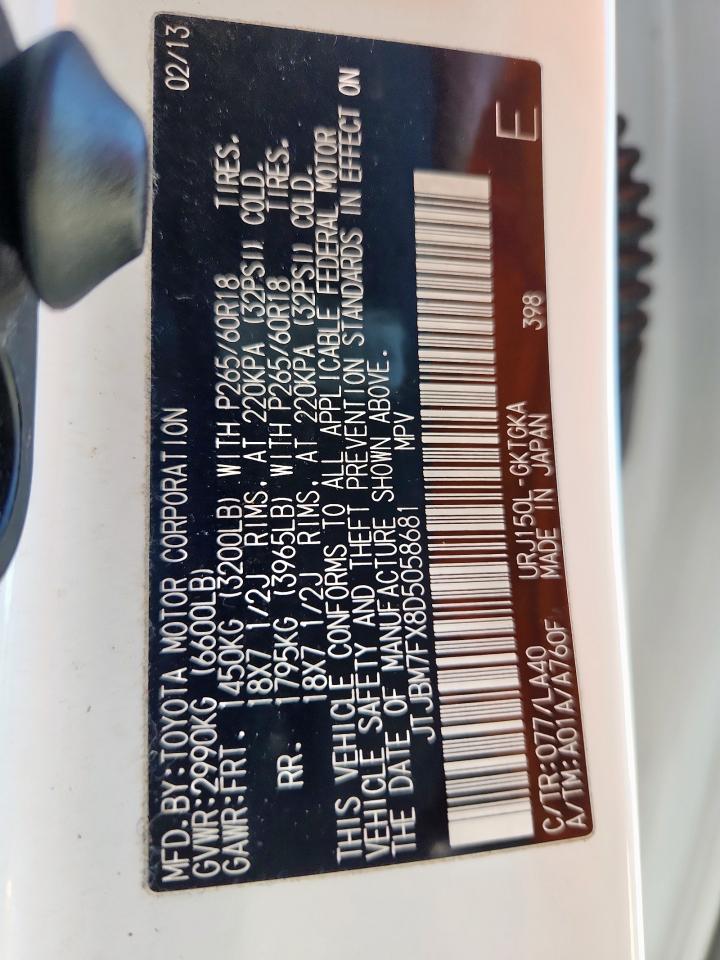 MFD. BY: TOYOTA MOTOR CORPORATION 02/13
GVWR: 2990KG (6600LB)
GAWR: FRT. 1450KG (3200LB) WITH P265/60R18 TIRES.
18X7 1/2J RIMS, AT 220KPA (32PSI) COLD.
RR. 1795KG (3965LB) WITH P265/60R18 TIRES.
18X7 1/2J RIMS, AT 220KPA (32PSI) COLD.
THIS VEHICLE CONFORMS TO ALL APPLICABLE FEDERAL MOTOR
VEHICLE SAFETY AND THEFT PREVENTION STANDARDS IN EFFECT ON
THE DATE OF MANUFACTURE SHOWN ABOVE.
JTJBM7FX8D5058681 MPV
E
C/TR: 077/LA40 URJ150L-GKTGKA 398
A/TM: A01A/A760F MADE IN JAPAN